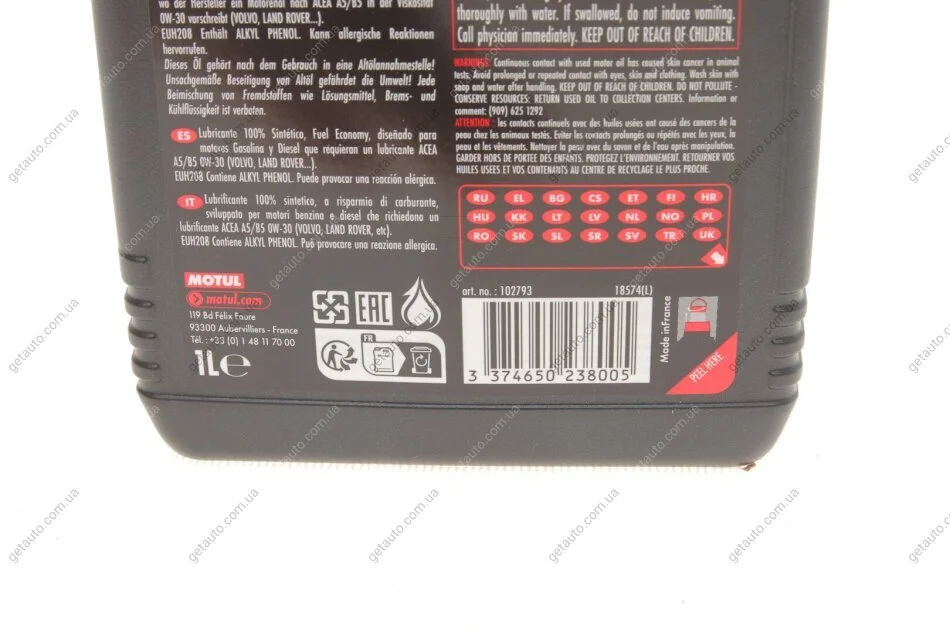 wo der Hersteller ein Motorenöl nach ACEA A5/B5 in der Viskosität
0W-30 vorschreibt (VOLVO, LAND ROVER...).
EUH208 Enthält ALKYL PHENOL. Kann allergische Reaktionen
hervorrufen.
Dieses Öl gehört nach dem Gebrauch in eine Altölannahmestelle!
Unsachgemäße Beseitigung von Altöl gefährdet die Umwelt! Jede
Beimischung von Fremdstoffen wie Lösungsmittel, Brems- und
Kühlflüssigkeit ist verboten.
ES Lubricante 100% Sintético, Fuel Economy, diseñado para
motores Gasolina y Diesel que requieran un lubricante ACEA
A5/B5 0W-30 (VOLVO, LAND ROVER...).
EUH208 Contiene ALKYL PHENOL. Puede provocar una reacción alérgica.
IT Lubrificante 100% sintetico, a risparmio di carburante,
sviluppato per motori benzina e diesel che richiedono un
lubrificante ACEA A5/B5 0W-30 (VOLVO, LAND ROVER, etc).
EUH208 Contiene ALKYL PHENOL. Può provocare una reazione allergica.
MOTUL
motul.com
119 Bd Félix Faure
93300 Aubervilliers - France
Tél. : +33 (0) 1 48 11 70 00
1L e
EAC
FR
thoroughly with water. If swallowed, do not induce vomiting.
Call physician immediately. KEEP OUT OF REACH OF CHILDREN.
WARNING: Continuous contact with used motor oil has caused skin cancer in animal
tests. Avoid prolonged or repeated contact with eyes, skin and clothing. Wash skin with
soap and water after handling. KEEP OUT OF REACH OF CHILDREN. DO NOT POLLUTE -
CONSERVE RESOURCES: RETURN USED OIL TO COLLECTION CENTERS. Information or
comment: (909) 625 1292
ATTENTION : les contacts continuels avec des huiles usées ont causé des cancers de la
peau chez les animaux testés. Eviter les contacts prolongés ou répétés avec les yeux, la
peau et les vêtements. Nettoyer la peau avec du savon et de l'eau après manipulation.
GARDER HORS DE PORTEE DES ENFANTS. PROTEGEZ L'ENVIRONNEMENT. RETOURNER VOS
HUILES USEES ET VOS CONTENANTS AU CENTRE DE RECYCLAGE LE PLUS PROCHE.
RU EL BG CS ET FI HR
HU KK LT LV NL NO PL
RO SK SL SR SV TR UK
art. no. : 102793 18574(L)
3 374650 238005
Made in France
PEEL HERE
getauto.com.ua